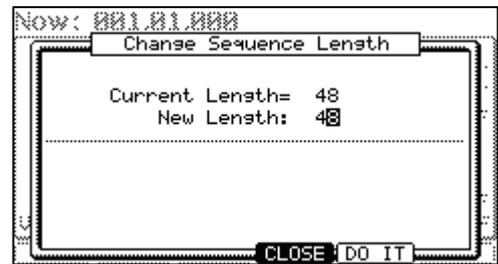 Now: 001.01.000
Change Sequence Length
Current Length= 48
New Length: 48
CLOSE DO IT